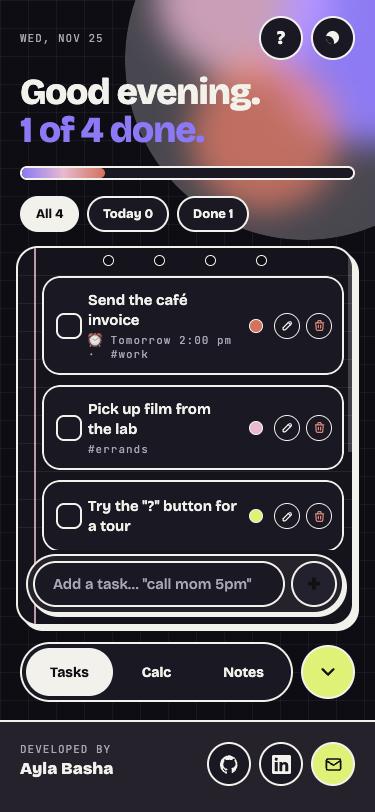 WED, NOV 25
?
Good evening.
1 of 4 done.
All 4
Today 0
Done 1
Send the café
invoice
⏰ Tomorrow 2:00 pm
· #work
Pick up film from
the lab
#errands
Try the "?" button for
a tour
Add a task... "call mom 5pm"
Tasks
Calc
Notes
DEVELOPED BY
Ayla Basha
in